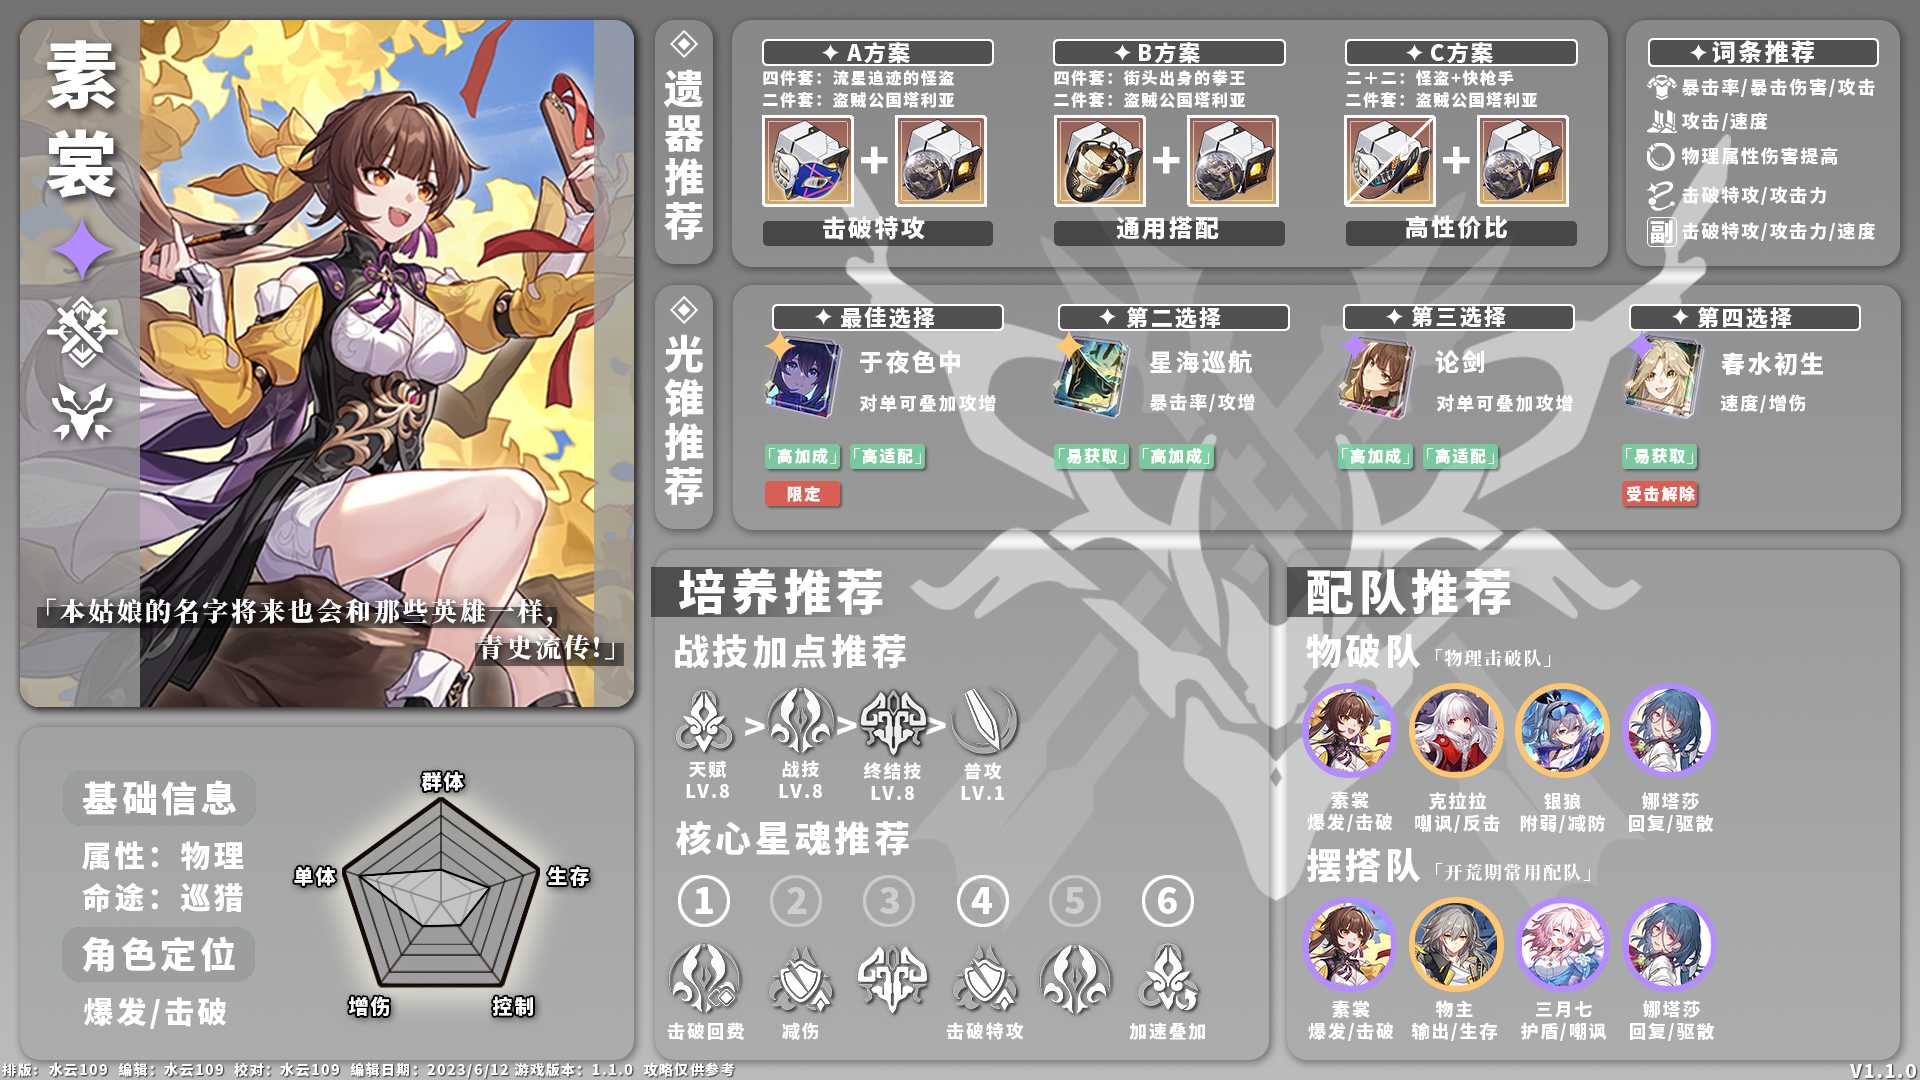 素裳
「本姑娘的名字将来也会和那些英雄一样，
青史流传！」
基础信息
属性：物理
命途：巡猎
角色定位
爆发/击破
群体
单体
生存
增伤
控制
遗器推荐
A方案
四件套：流星追迹的怪盗
二件套：盗贼公国塔利亚
击破特攻
B方案
四件套：街头出身的拳王
二件套：盗贼公国塔利亚
通用搭配
C方案
二十二：怪盗+快枪手
二件套：盗贼公国塔利亚
高性价比
词条推荐
暴击率/暴击伤害/攻击
攻击/速度
物理属性伤害提高
击破特攻/攻击力
副 击破特攻/攻击力/速度
光锥推荐
最佳选择
于夜色中
对单可叠加攻增
「高加成」「高适配」
限定
第二选择
星海巡航
暴击率/攻增
「易获取」「高加成」
第三选择
论剑
对单可叠加攻增
「高加成」「高适配」
第四选择
春水初生
速度/增伤
「易获取」
受击解除
培养推荐
战技加点推荐
> > >
天赋 战技 终结技 普攻
LV.8 LV.8 LV.8 LV.1
核心星魂推荐
1 2 3 4 5 6
击破回费 减伤 击破特攻 加速叠加
配队推荐
物破队「物理击破队」
素裳 克拉拉 银狼 娜塔莎
爆发/击破 嘲讽/反击 附弱/减防 回复/驱散
摆搭队「开荒期常用配队」
素裳 物主 三月七 娜塔莎
爆发/击破 输出/生存 护盾/嘲讽 回复/驱散
排版：水云109 编辑：水云109 校对：水云109 编辑日期：2023/6/12 游戏版本：1.1.0 攻略仅供参考
V1.1.0